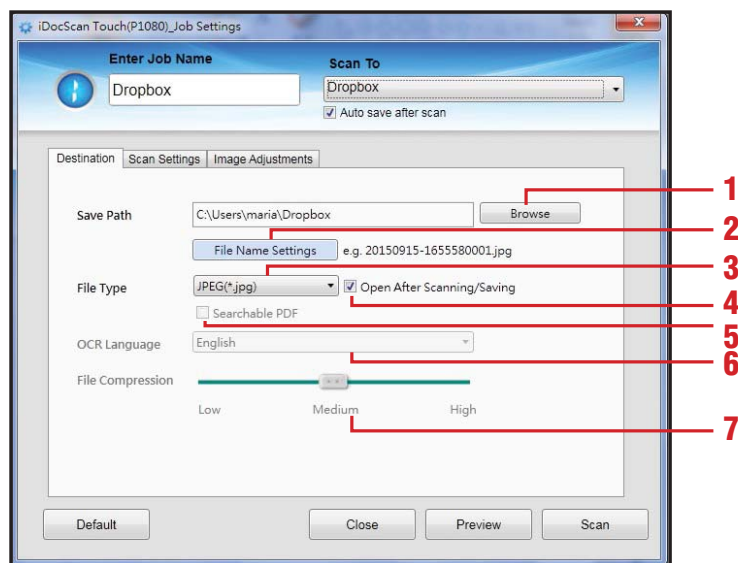 iDocScan Touch(P1080)_Job Settings
Enter Job Name
Scan To
Dropbox
Dropbox
Auto save after scan
Destination Scan Settings Image Adjustments
Save Path C:\Users\maria\Dropbox Browse
1
File Name Settings e.g. 20150915-1655580001.jpg
2
File Type JPEG(*.jpg) Open After Scanning/Saving
3
4
Searchable PDF
5
OCR Language English
6
File Compression
Low Medium High
7
Default Close Preview Scan